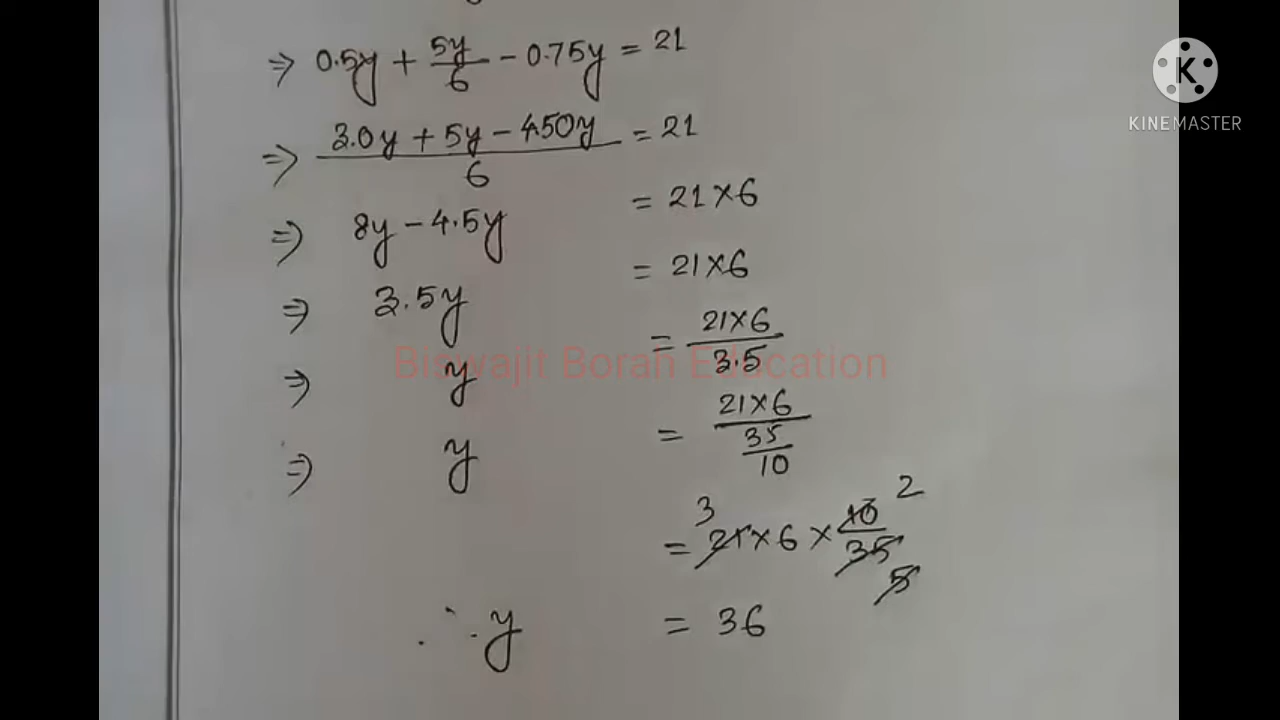 ⇒ 0.5y + 5y/6 − 0.75y = 21
KINEMASTER
⇒ (3.0y + 5y − 4.50y)/6 = 21
⇒ 8y − 4.5y = 21×6
⇒ 3.5y = 21×6
⇒ y = (21×6)/3.5
Biswajit Borah Education
⇒ y = (21×6)/(35/10)
= 21 3 × 6 × 10 2/35 5
∴ y = 36